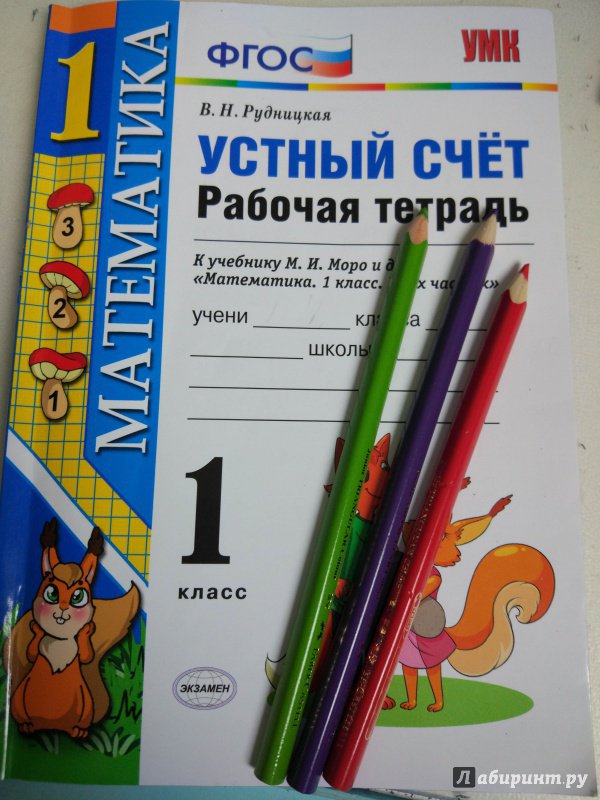 1
МАТЕМАТИКА
3
2
1
ФГОС
УМК
В. Н. Рудницкая
УСТНЫЙ СЧЁТ
Рабочая тетрадь
К учебнику М. И. Моро и
«Математика. 1 класс.
учени класса
школы
1
класс
ЭКЗАМЕН
Лабиринт.ру